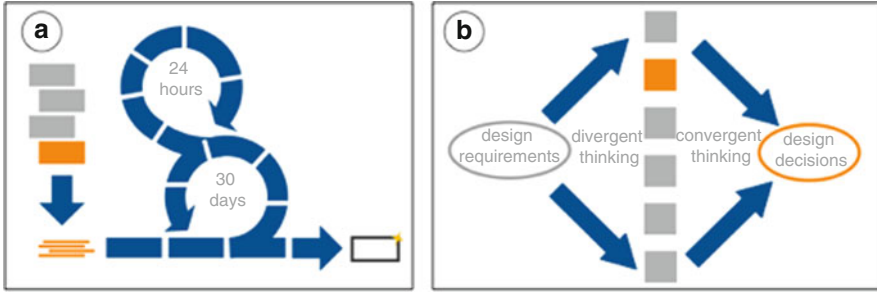 a
24
hours
30
days
b
design
requirements
divergent
thinking
convergent
thinking
design
decisions